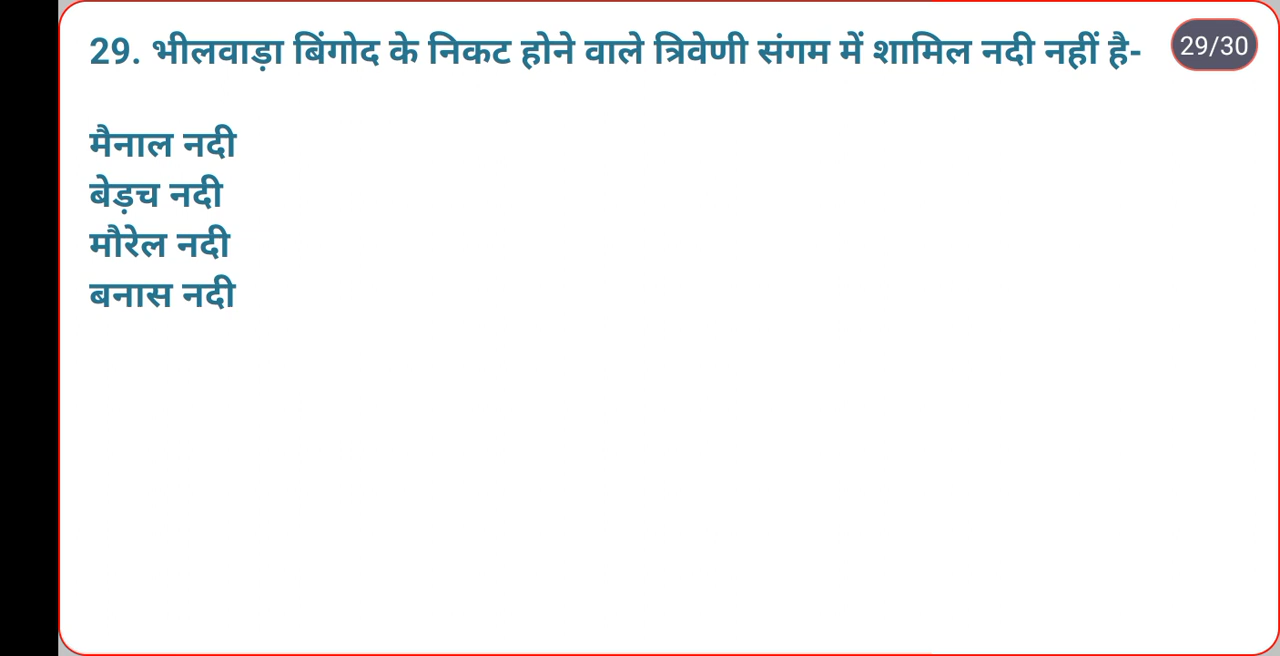 29. भीलवाड़ा बिंगोद के निकट होने वाले त्रिवेणी संगम में शामिल नदी नहीं है-
29/30
मैनाल नदी
बेड़च नदी
मौरेल नदी
बनास नदी